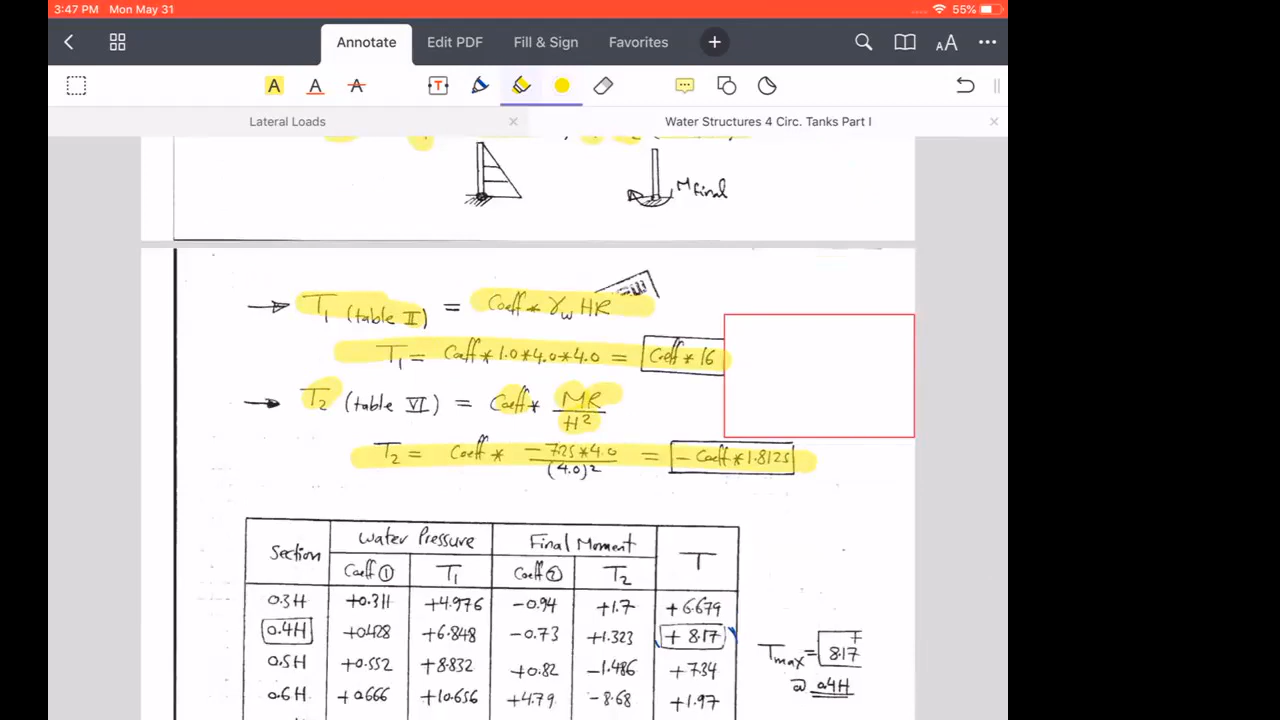 3:47 PM Mon May 31 55%
Annotate Edit PDF Fill & Sign Favorites
A A A T AA
Lateral Loads Water Structures 4 Circ. Tanks Part I
M final
T1 (table II) = Coeff * γw HR
T1 = Coeff * 1.0 * 4.0 * 4.0 = Coeff * 16
T2 (table VI) = Coeff * MR / H²
T2 = Coeff * -7.25 * 4.0 / (4.0)² = - Coeff * 1.8125
Section Water Pressure Final Moment T
Coeff ① T1 Coeff ② T2
0.3H +0.311 +4.976 -0.94 +1.7 +6.679
0.4H +0.428 +6.848 -0.73 +1.323 +8.17
0.5H +0.552 +8.832 +0.82 -1.486 +7.34
0.6H +0.666 +10.656 +4.79 -8.68 +1.97
Tmax = 8.17 T
@ 0.4H